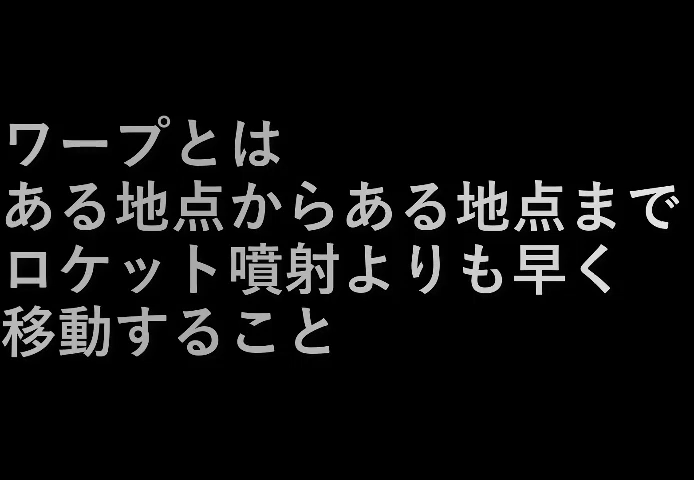 ワープとは
ある地点からある地点まで
ロケット噴射よりも早く
移動すること